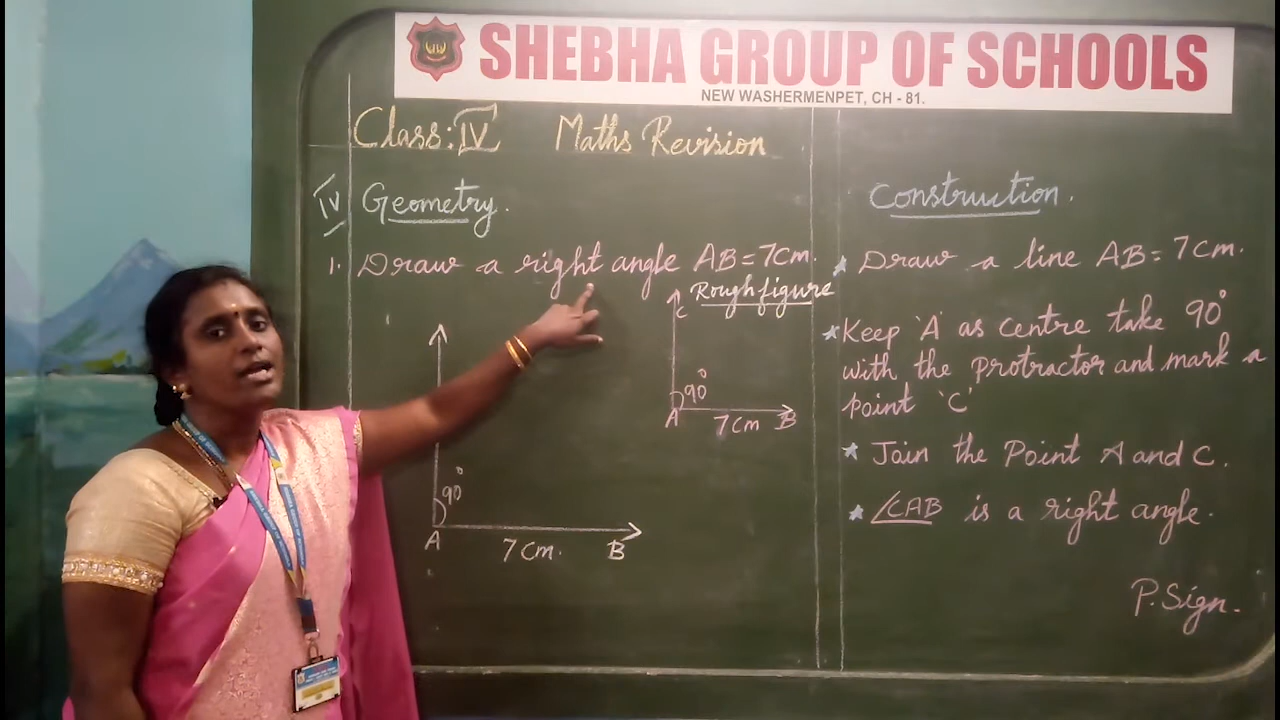 SHEBHA GROUP OF SCHOOLS
NEW WASHERMENPET, CH - 81.
Class: IV Maths Revision
IV Geometry.
1. Draw a right angle AB = 7cm.
Rough figure
C
90°
A 7cm B
90°
A 7cm. B
Construction.
Draw a line AB = 7cm.
Keep 'A' as centre take 90°
with the protractor and mark a
point 'C'
Join the Point A and C.
∠CAB is a right angle.
P. Sign.